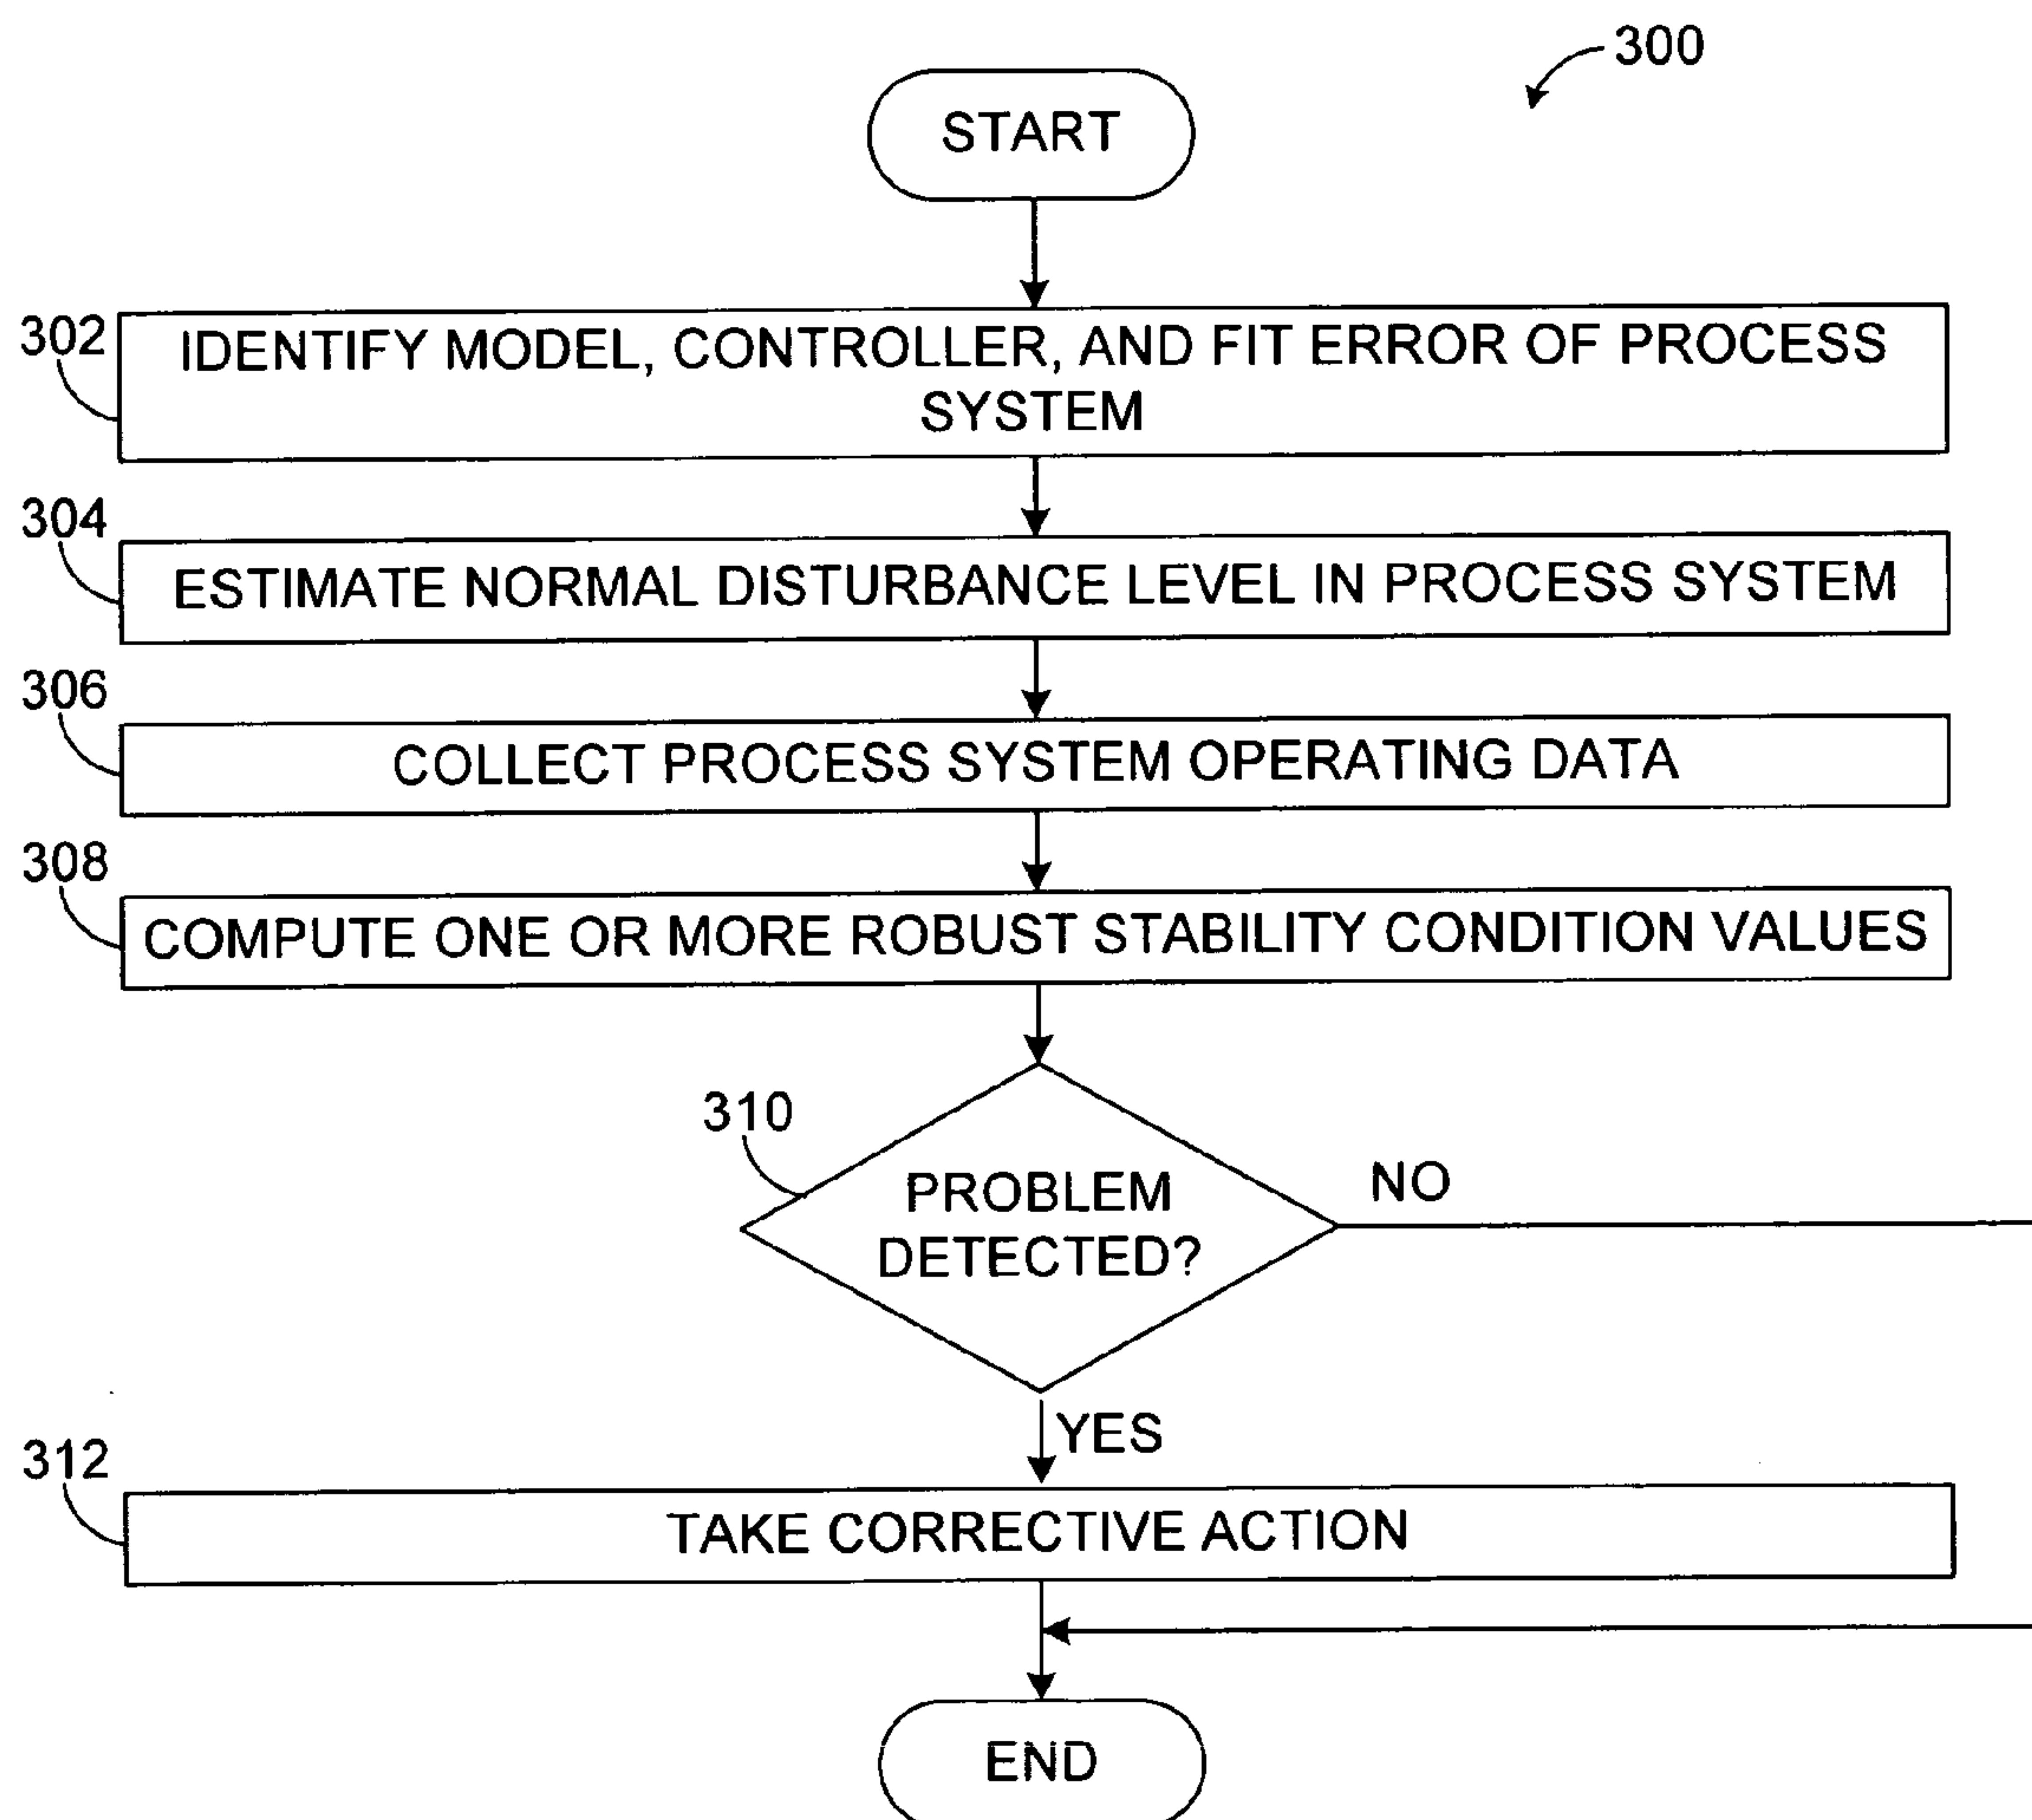 300
START
302
IDENTIFY MODEL, CONTROLLER, AND FIT ERROR OF PROCESS
SYSTEM
304
ESTIMATE NORMAL DISTURBANCE LEVEL IN PROCESS SYSTEM
306
COLLECT PROCESS SYSTEM OPERATING DATA
308
COMPUTE ONE OR MORE ROBUST STABILITY CONDITION VALUES
310
PROBLEM
DETECTED?
NO
YES
312
TAKE CORRECTIVE ACTION
END